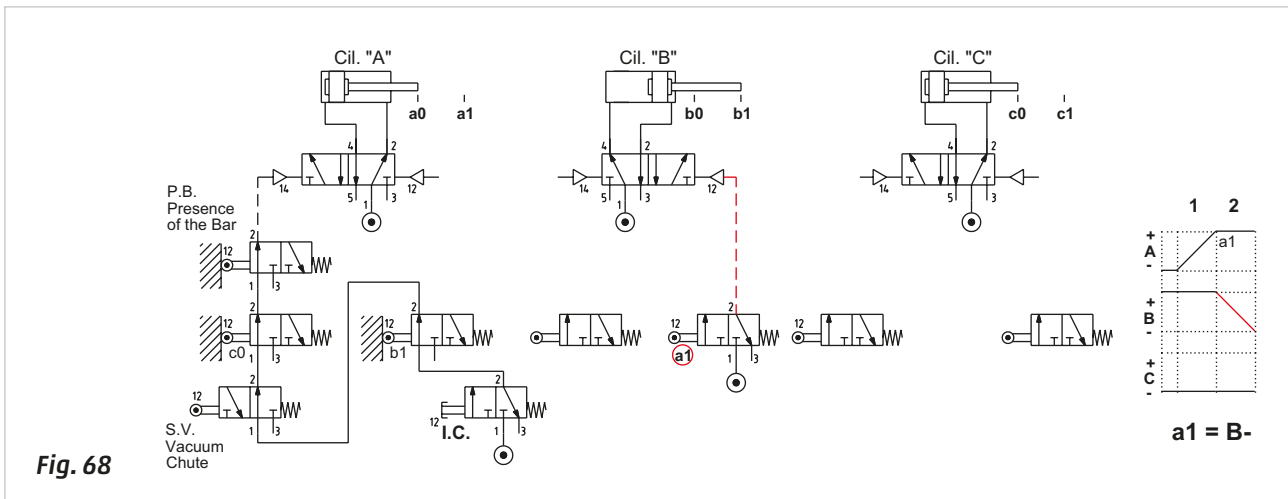 Cil. "A"
Cil. "B"
Cil. "C"
a0 a1
b0 b1
c0 c1
4 2
4 2
4 2
14 12
14 12
14 12
5 1 3
5 1 3
5 3
P.B.
Presence
of the Bar
2
12
1 3
1 2
+
A
-
a1
+
B
-
+
C
-
a1 = B-
2
12
c0
1 3
2
12
b1
12
2
12
a1
1 3
12
12
2
12
1 3
S.V.
Vacuum
Chute
2
12
I.C.
1 3
Fig. 68